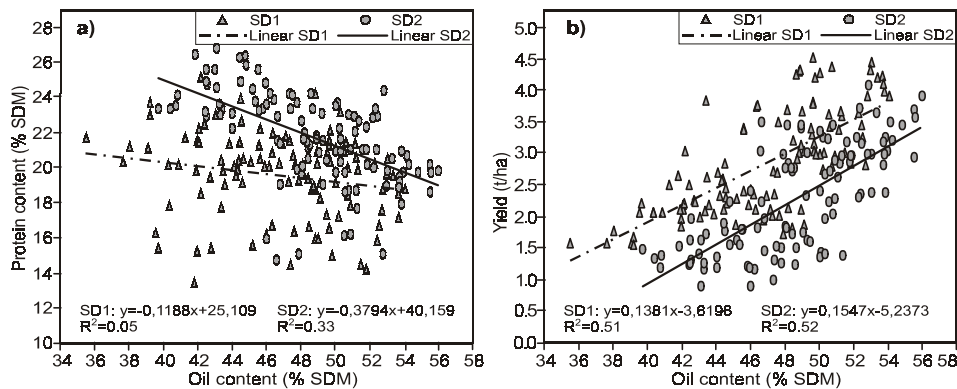 a)
SD1 SD2
Linear SD1 Linear SD2
Protein content (% SDM)
28
26
24
22
20
18
16
14
12
10
SD1: y=-0,1188x+25,109
R²=0.05
SD2: y=-0,3794x+40,159
R²=0.33
34 36 38 40 42 44 46 48 50 52 54 56 58
Oil content (% SDM)
b)
SD1 SD2
Linear SD1 Linear SD2
Yield (t/ha)
5.0
4.5
4.0
3.5
3.0
2.5
2.0
1.5
1.0
0.5
0.0
SD1: y=0,1381x-3,6198
R²=0.51
SD2: y=0,1547x-5,2373
R²=0.52
34 36 38 40 42 44 46 48 50 52 54 56 58
Oil content (% SDM)